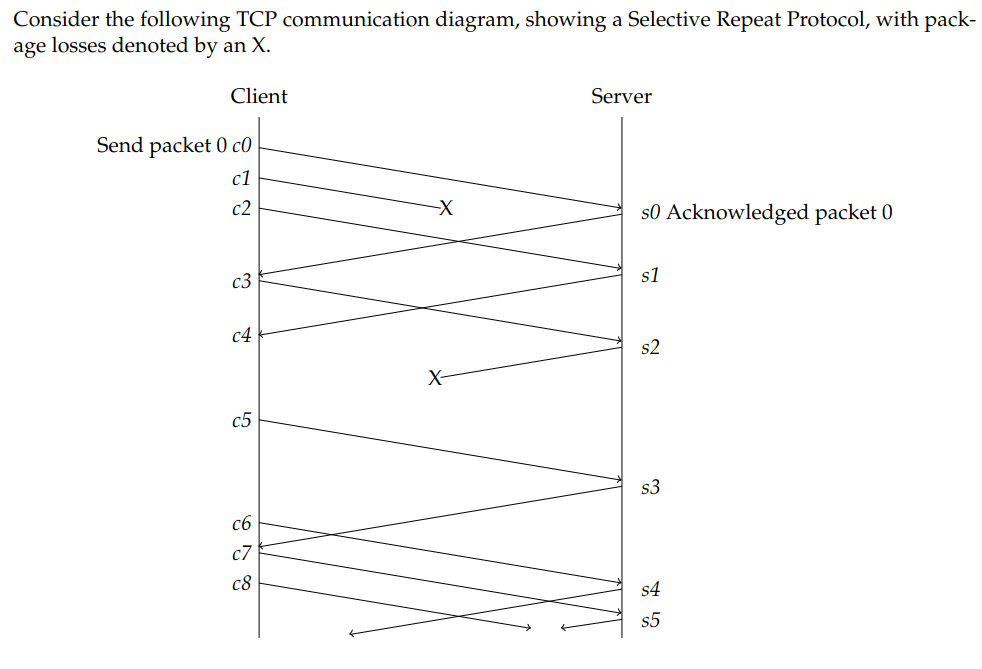 Consider the following TCP communication diagram, showing a Selective Repeat Protocol, with pack-
age losses denoted by an X.
Client Server
Send packet 0 c0
c1
c2 X s0 Acknowledged packet 0
c3 s1
c4 s2
X
c5
s3
c6
c7
c8 s4
s5